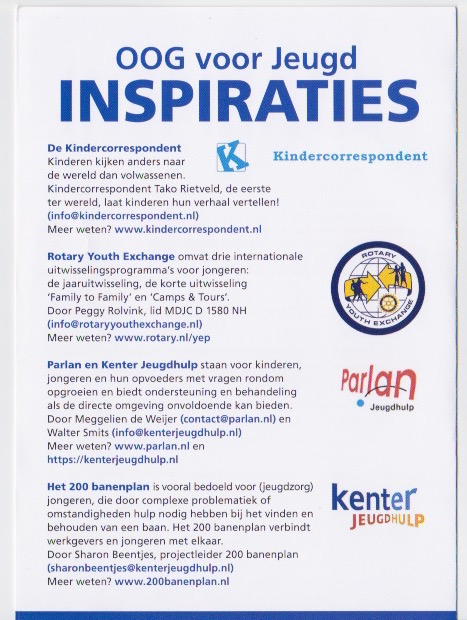 OOG voor Jeugd
INSPIRATIES
De Kindercorrespondent
Kinderen kijken anders naar
de wereld dan volwassenen.
Kindercorrespondent Tako Rietveld, de eerste
ter wereld, laat kinderen hun verhaal vertellen!
(info@kindercorrespondent.nl)
Meer weten? www.kindercorrespondent.nl
K
Kindercorrespondent
Rotary Youth Exchange omvat drie internationale
uitwisselingsprogramma's voor jongeren:
de jaaruitwisseling, de korte uitwisseling
'Family to Family' en 'Camps & Tours'.
Door Peggy Rolvink, lid MDJC D 1580 NH
(info@rotaryyouthexchange.nl)
Meer weten? www.rotary.nl/yep
ROTARY
YOUTH EXCHANGE
Parlan en Kenter Jeugdhulp staan voor kinderen,
jongeren en hun opvoeders met vragen rondom
opgroeien en biedt ondersteuning en behandeling
als de directe omgeving onvoldoende kan bieden.
Door Meggelien de Weijer (contact@parlan.nl) en
Walter Smits (info@kenterjeugdhulp.nl)
Meer weten? www.parlan.nl en
https://kenterjeugdhulp.nl
Parlan
Jeugdhulp
Het 200 banenplan is vooral bedoeld voor (jeugdzorg)
jongeren, die door complexe problematiek of
omstandigheden hulp nodig hebben bij het vinden en
behouden van een baan. Het 200 banenplan verbindt
werkgevers en jongeren met elkaar.
Door Sharon Beentjes, projectleider 200 banenplan
(sharonbeentjes@kenterjeugdhulp.nl)
Meer weten? www.200banenplan.nl
kenter
JEUGDHULP